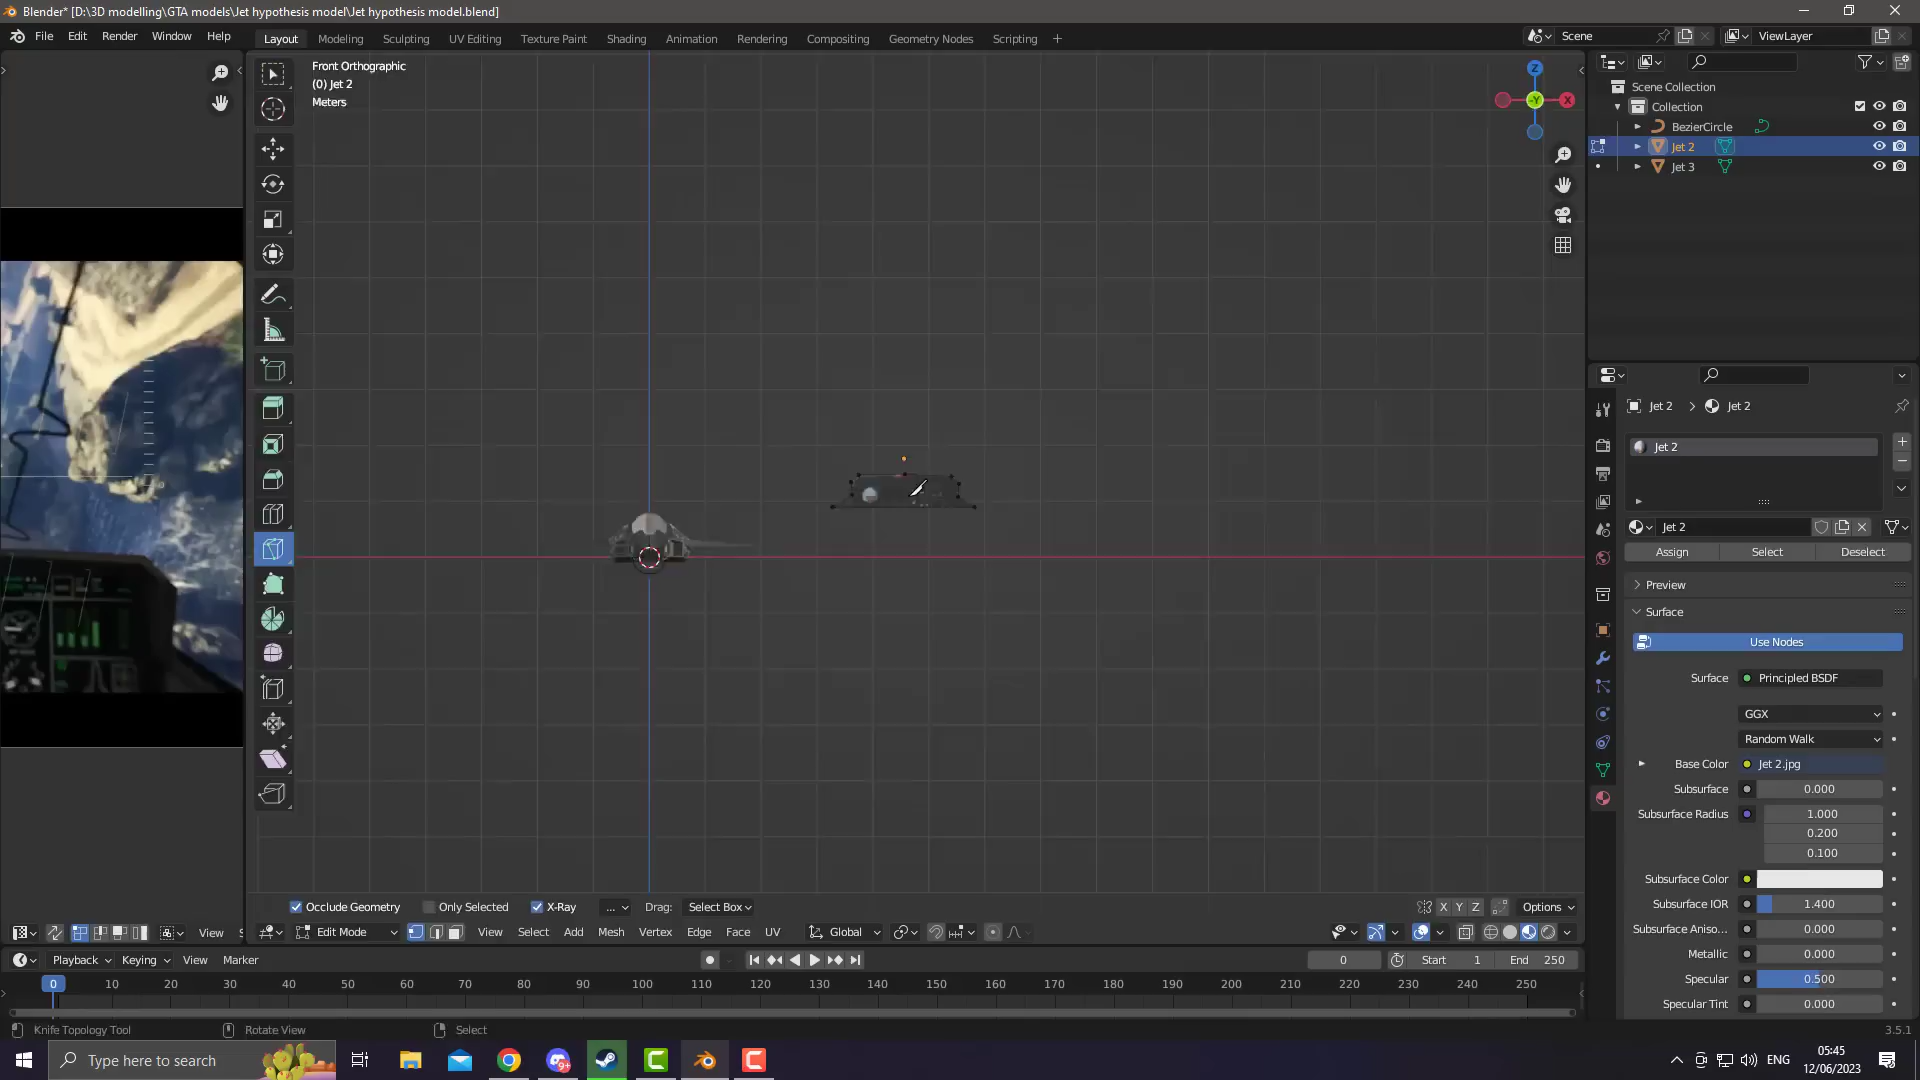 Blender* [D:\3D modelling\GTA models\Jet hypothesis model\Jet hypothesis model.blend]
File Edit Render Window Help
Layout Modeling Sculpting UV Editing Texture Paint Shading Animation Rendering Compositing Geometry Nodes Scripting +
Scene
ViewLayer
Front Orthographic
(0) Jet 2
Meters
Z
-Y
X
Scene Collection
Collection
BezierCircle
Jet 2
Jet 3
Jet 2 > Jet 2
Jet 2
Jet 2
Assign Select Deselect
Preview
Surface
Use Nodes
Surface Principled BSDF
GGX
Random Walk
Base Color Jet 2.jpg
Subsurface 0.000
Subsurface Radius 1.000
0.200
0.100
Subsurface Color
Subsurface IOR 1.400
Subsurface Aniso... 0.000
Metallic 0.000
Specular 0.500
Specular Tint 0.000
Occlude Geometry Only Selected X-Ray ... Drag: Select Box
X Y Z Options
View S
Edit Mode View Select Add Mesh Vertex Edge Face UV Global
Playback Keying View Marker
0 Start 1 End 250
0 10 20 30 40 50 60 70 80 90 100 110 120 130 140 150 160 170 180 190 200 210 220 230 240 250
Knife Topology Tool Rotate View Select
3.5.1
Type here to search
9+
ENG
05:45
12/06/2023